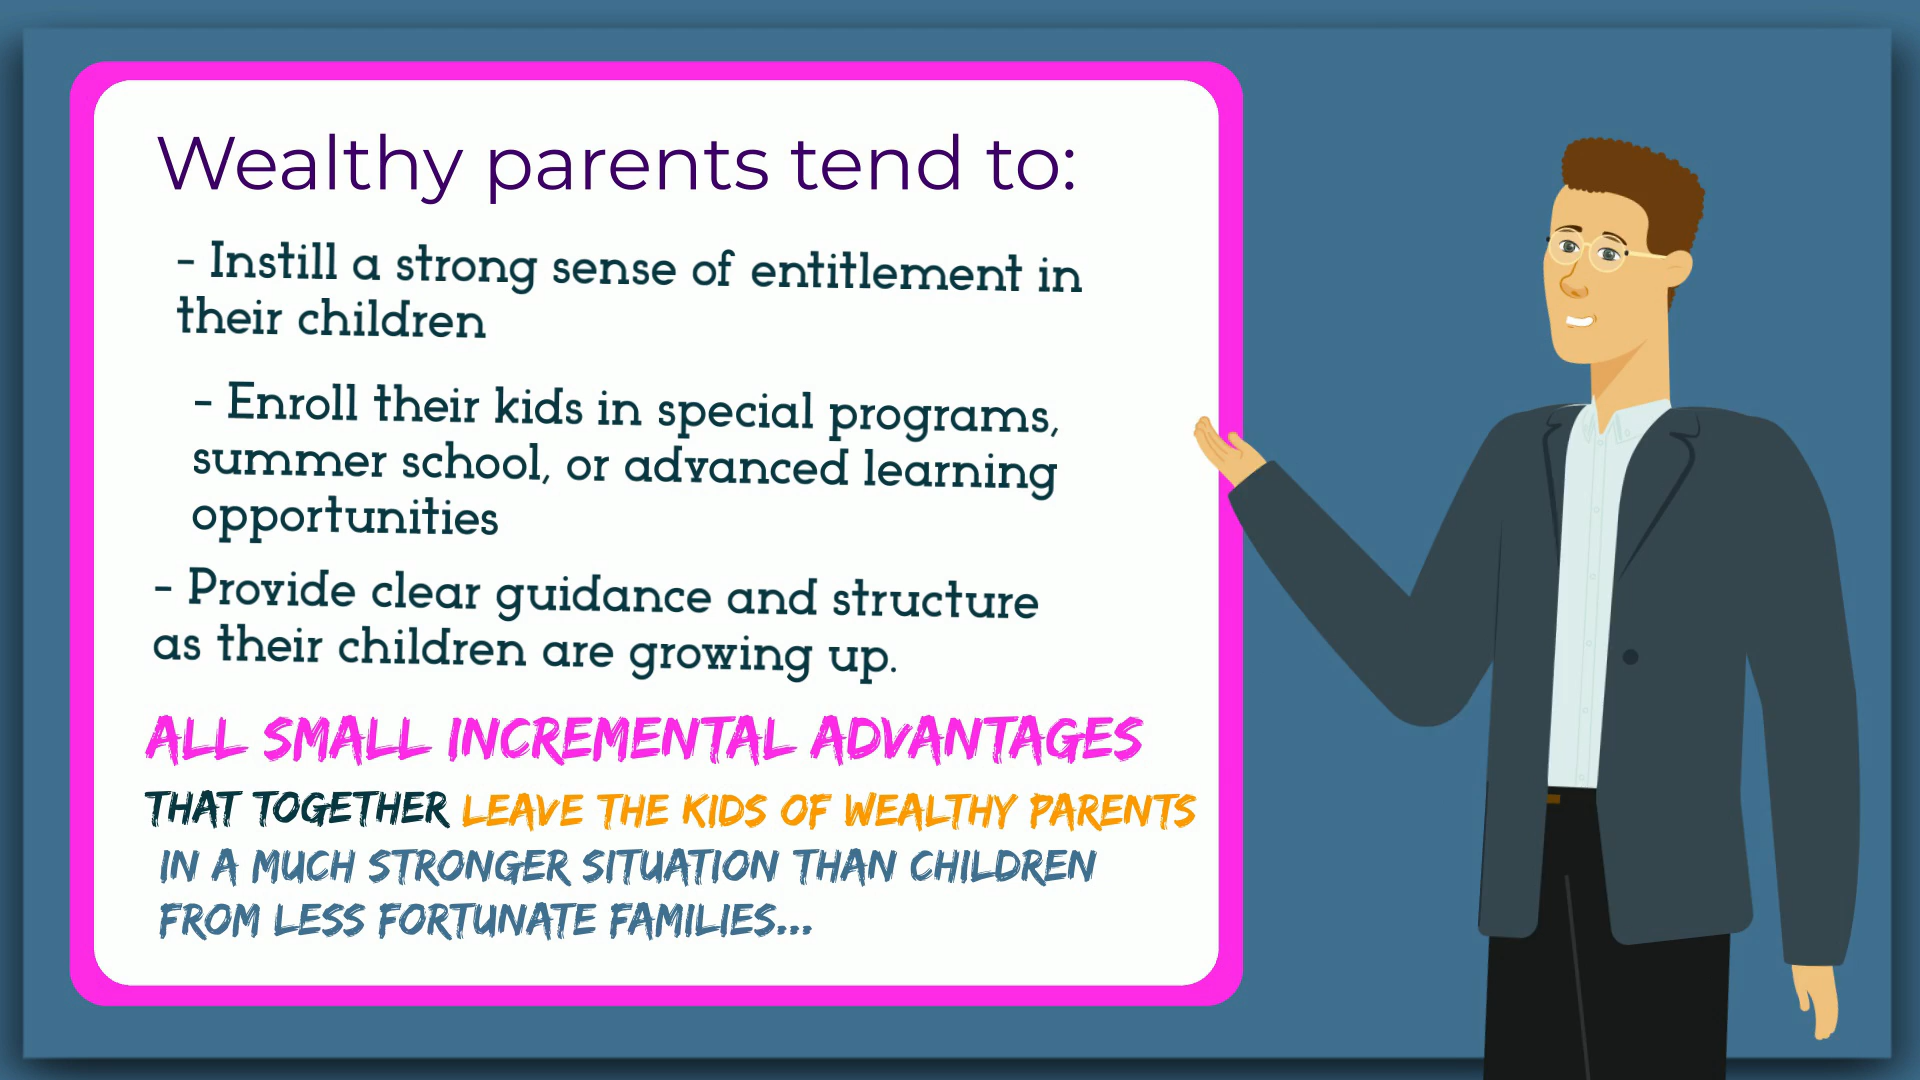 Wealthy parents tend to:
- Instill a strong sense of entitlement in
their children
- Enroll their kids in special programs,
summer school, or advanced learning
opportunities
- Provide clear guidance and structure
as their children are growing up.
ALL SMALL INCREMENTAL ADVANTAGES
THAT TOGETHER LEAVE THE KIDS OF WEALTHY PARENTS
IN A MUCH STRONGER SITUATION THAN CHILDREN
FROM LESS FORTUNATE FAMILIES...